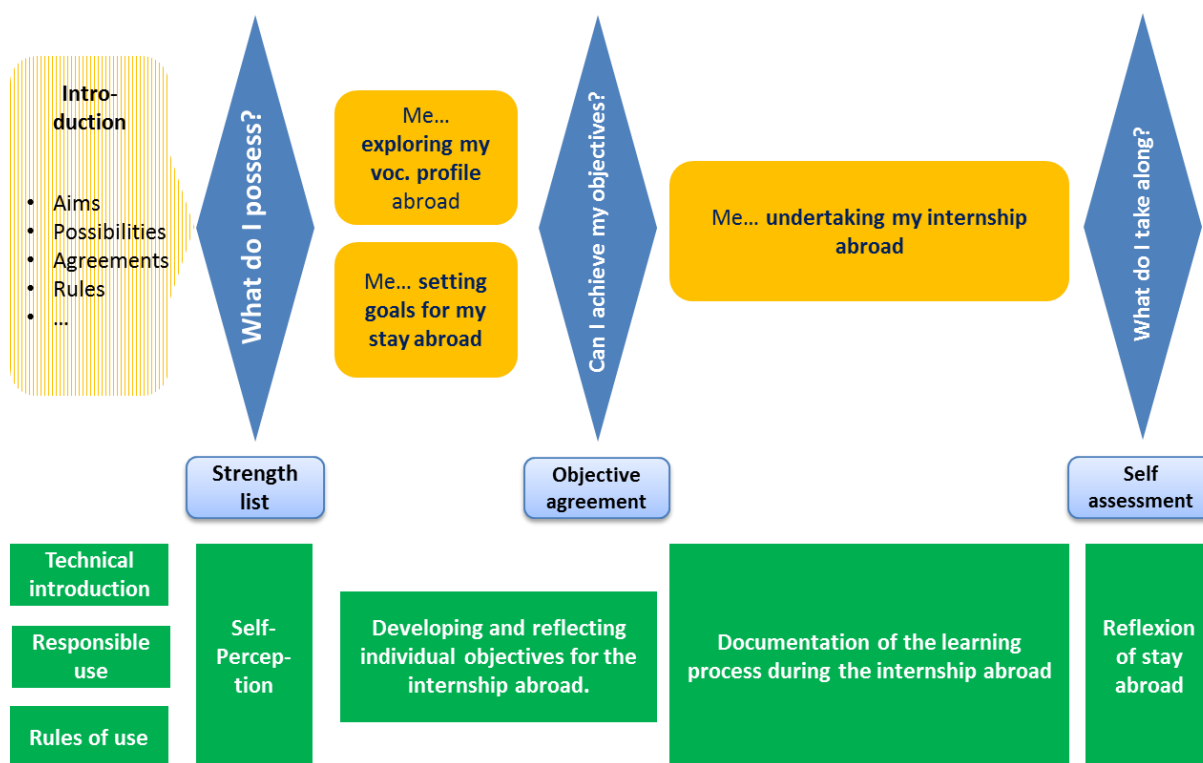 Intro-
duction
• Aims
• Possibilities
• Agreements
• Rules
• ...
What do I possess?
Me...
exploring my
voc. profile
abroad
Me... setting
goals for my
stay abroad
Can I achieve my objectives?
Me... undertaking my internship
abroad
What do I take along?
Strength
list
Objective
agreement
Self
assessment
Technical
introduction
Responsible
use
Rules of use
Self-
Percep-
tion
Developing and reflecting
individual objectives for the
internship abroad.
Documentation of the learning
process during the internship abroad
Reflexion
of stay
abroad